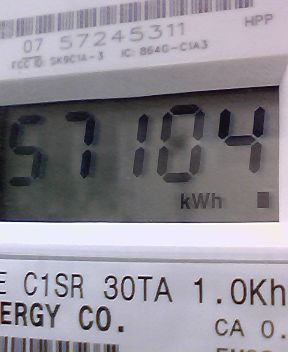 HPP
07 57245311
FCC ID: SK9C1A-3 IC: 864G-C1A3
57104
kWh
E C1SR 30TA 1.0Kh
ERGY CO.
CA 0.